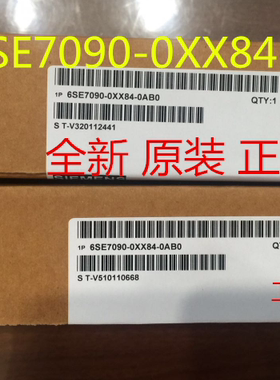 6SE7090-0XX84
1P 6SE7090-0XX84-0AB0
QTY:1
S T-V320112441
全新 原装 正
SIEMENS
1P 6SE7090-0XX84-0AB0
S T-V510110668